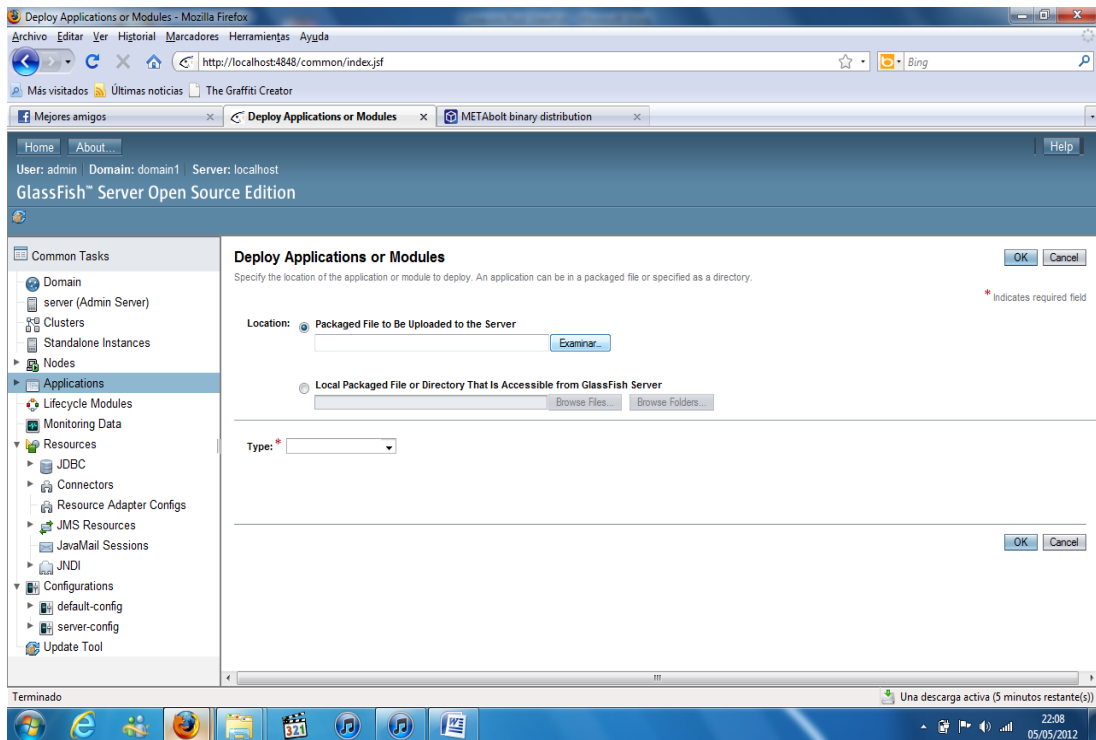 Deploy Applications or Modules - Mozilla Firefox
Archivo Editar Ver Historial Marcadores Herramientas Ayuda
http://localhost:4848/common/index.jsf
Bing
Más visitados Últimas noticias The Graffiti Creator
Mejores amigos Deploy Applications or Modules METAbolt binary distribution
Home About... Help
User: admin Domain: domain1 Server: localhost
GlassFish™ Server Open Source Edition
Common Tasks
Domain
server (Admin Server)
Clusters
Standalone Instances
Nodes
Applications
Lifecycle Modules
Monitoring Data
Resources
JDBC
Connectors
Resource Adapter Configs
JMS Resources
JavaMail Sessions
JNDI
Configurations
default-config
server-config
Update Tool
Deploy Applications or Modules
OK Cancel
Specify the location of the application or module to deploy. An application can be in a packaged file or specified as a directory.
* Indicates required field
Location: Packaged File to Be Uploaded to the Server
Examinar...
Local Packaged File or Directory That Is Accessible from GlassFish Server
Browse Files... Browse Folders...
Type: *
OK Cancel
Terminado
Una descarga activa (5 minutos restante(s))
321
22:08
05/05/2012